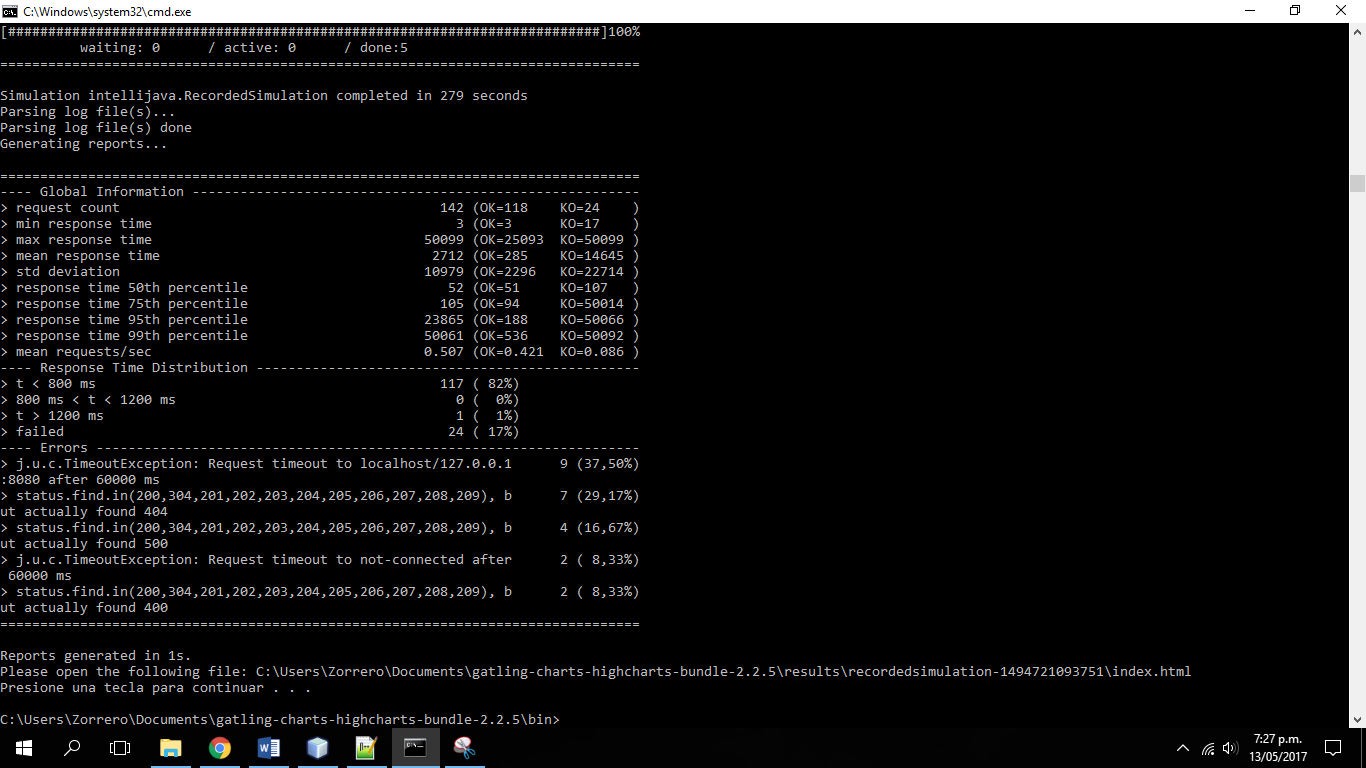 C:\Windows\system32\cmd.exe
[##########################################################################]100%
          waiting: 0      / active: 0      / done:5
================================================================================
Simulation intellijava.RecordedSimulation completed in 279 seconds
Parsing log file(s)...
Parsing log file(s) done
Generating reports...
================================================================================
---- Global Information --------------------------------------------------------
> request count                                        142 (OK=118    KO=24    )
> min response time                                      3 (OK=3      KO=17    )
> max response time                                  50099 (OK=25093  KO=50099 )
> mean response time                                  2712 (OK=285    KO=14645 )
> std deviation                                      10979 (OK=2296   KO=22714 )
> response time 50th percentile                         52 (OK=51     KO=107   )
> response time 75th percentile                        105 (OK=94     KO=50014 )
> response time 95th percentile                      23865 (OK=188    KO=50066 )
> response time 99th percentile                      50061 (OK=536    KO=50092 )
> mean requests/sec                                  0.507 (OK=0.421  KO=0.086 )
---- Response Time Distribution ------------------------------------------------
> t < 800 ms                                           117 ( 82%)
> 800 ms < t < 1200 ms                                   0 (  0%)
> t > 1200 ms                                            1 (  1%)
> failed                                                24 ( 17%)
---- Errors --------------------------------------------------------------------
> j.u.c.TimeoutException: Request timeout to localhost/127.0.0.1      9 (37,50%)
:8080 after 60000 ms
> status.find.in(200,304,201,202,203,204,205,206,207,208,209), b      7 (29,17%)
ut actually found 404
> status.find.in(200,304,201,202,203,204,205,206,207,208,209), b      4 (16,67%)
ut actually found 500
> j.u.c.TimeoutException: Request timeout to not-connected after      2 ( 8,33%)
 60000 ms
> status.find.in(200,304,201,202,203,204,205,206,207,208,209), b      2 ( 8,33%)
ut actually found 400
================================================================================
Reports generated in 1s.
Please open the following file: C:\Users\Zorrero\Documents\gatling-charts-highcharts-bundle-2.2.5\results\recordedsimulation-1494721093751\index.html
Presione una tecla para continuar . . .
C:\Users\Zorrero\Documents\gatling-charts-highcharts-bundle-2.2.5\bin>
7:27 p.m.
13/05/2017